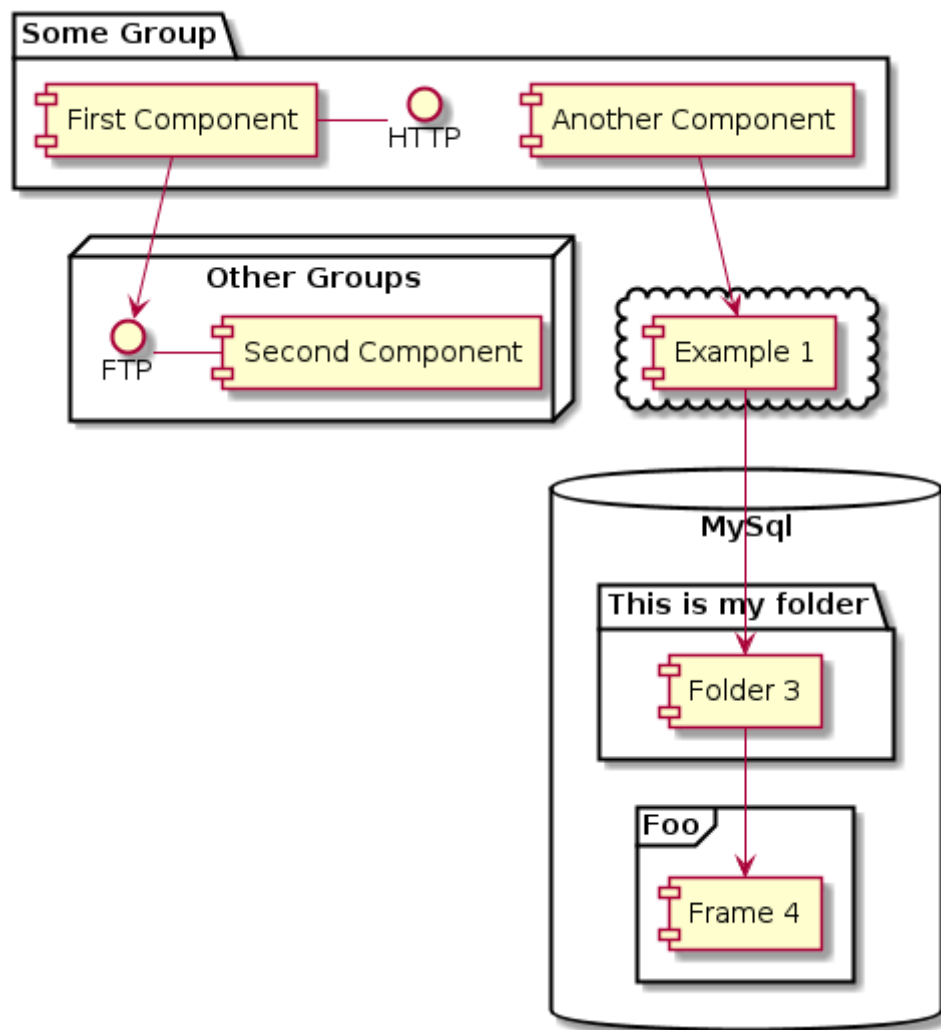 Some Group
First Component
HTTP
Another Component
Other Groups
FTP
Second Component
Example 1
MySql
This is my folder
Folder 3
Foo
Frame 4